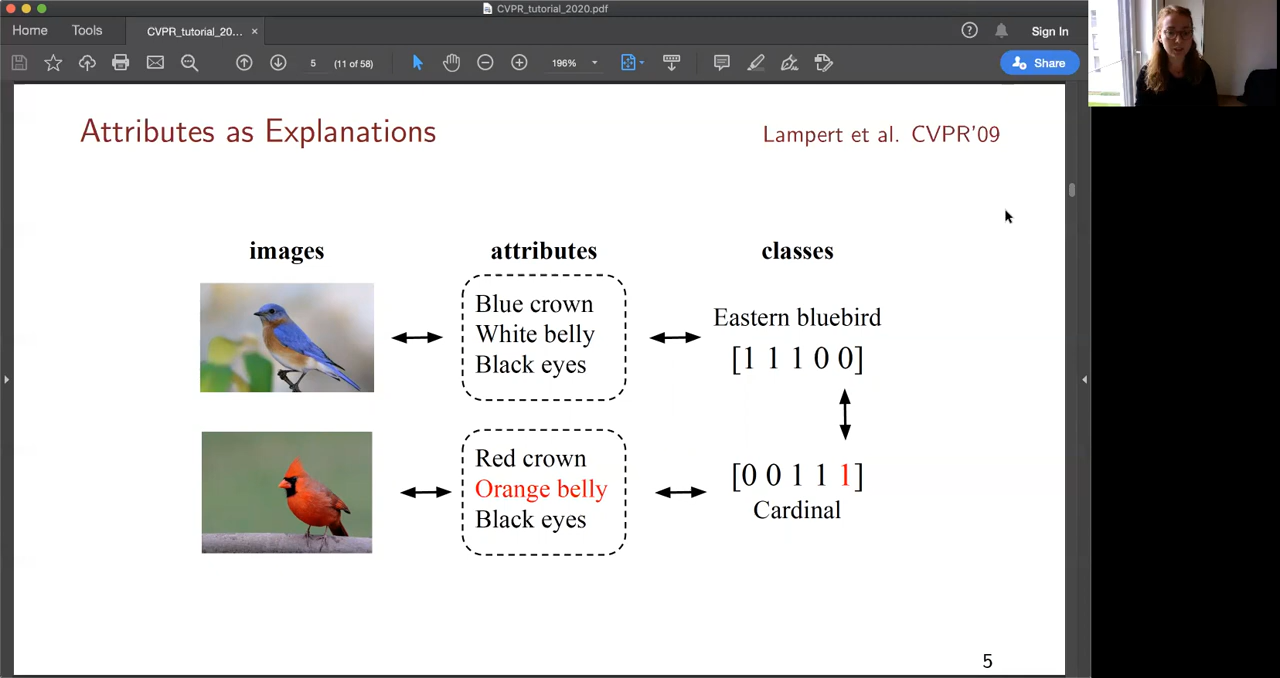 CVPR_tutorial_2020.pdf
Home Tools CVPR_tutorial_20... × Sign In
5 (11 of 58) 196% Share
Attributes as Explanations Lampert et al. CVPR'09
images attributes classes
Blue crown
White belly
Black eyes
Eastern bluebird
[1 1 1 0 0]
Red crown
Orange belly
Black eyes
[0 0 1 1 1]
Cardinal
5